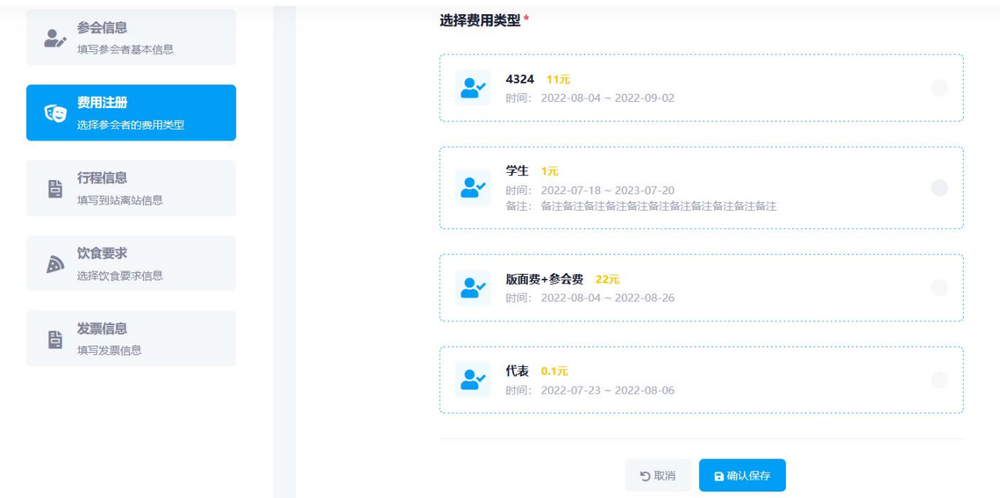 参会信息
填写参会者基本信息
费用注册
选择参会者的费用类型
行程信息
填写到站离站信息
饮食要求
选择饮食要求信息
发票信息
填写发票信息
选择费用类型*
4324 11元
时间： 2022-08-04 ~ 2022-09-02
学生 1元
时间： 2022-07-18 ~ 2023-07-20
备注： 备注备注备注备注备注备注备注备注备注备注备注
版面费+参会费 22元
时间： 2022-08-04 ~ 2022-08-26
代表 0.1元
时间： 2022-07-23 ~ 2022-08-06
取消
确认保存